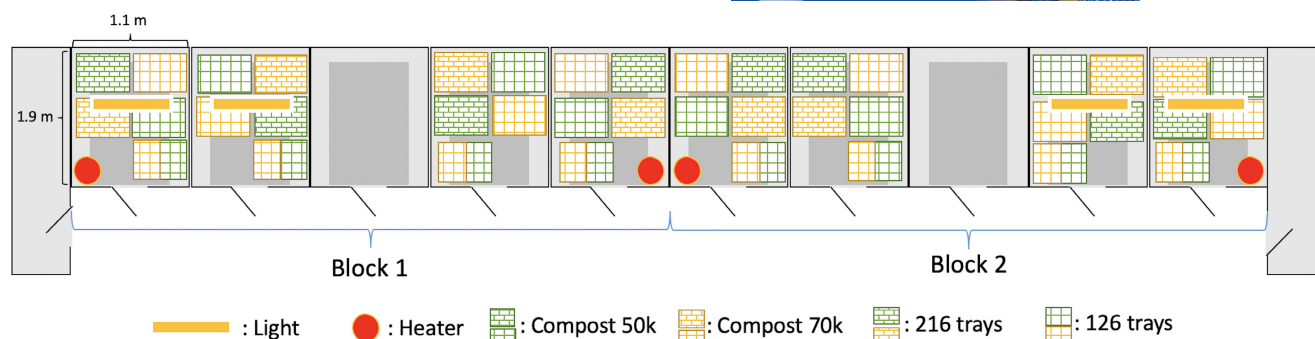 1.1 m
1.9 m
Block 1
Block 2
: Light
: Heater
: Compost 50k
: Compost 70k
: 216 trays
: 126 trays